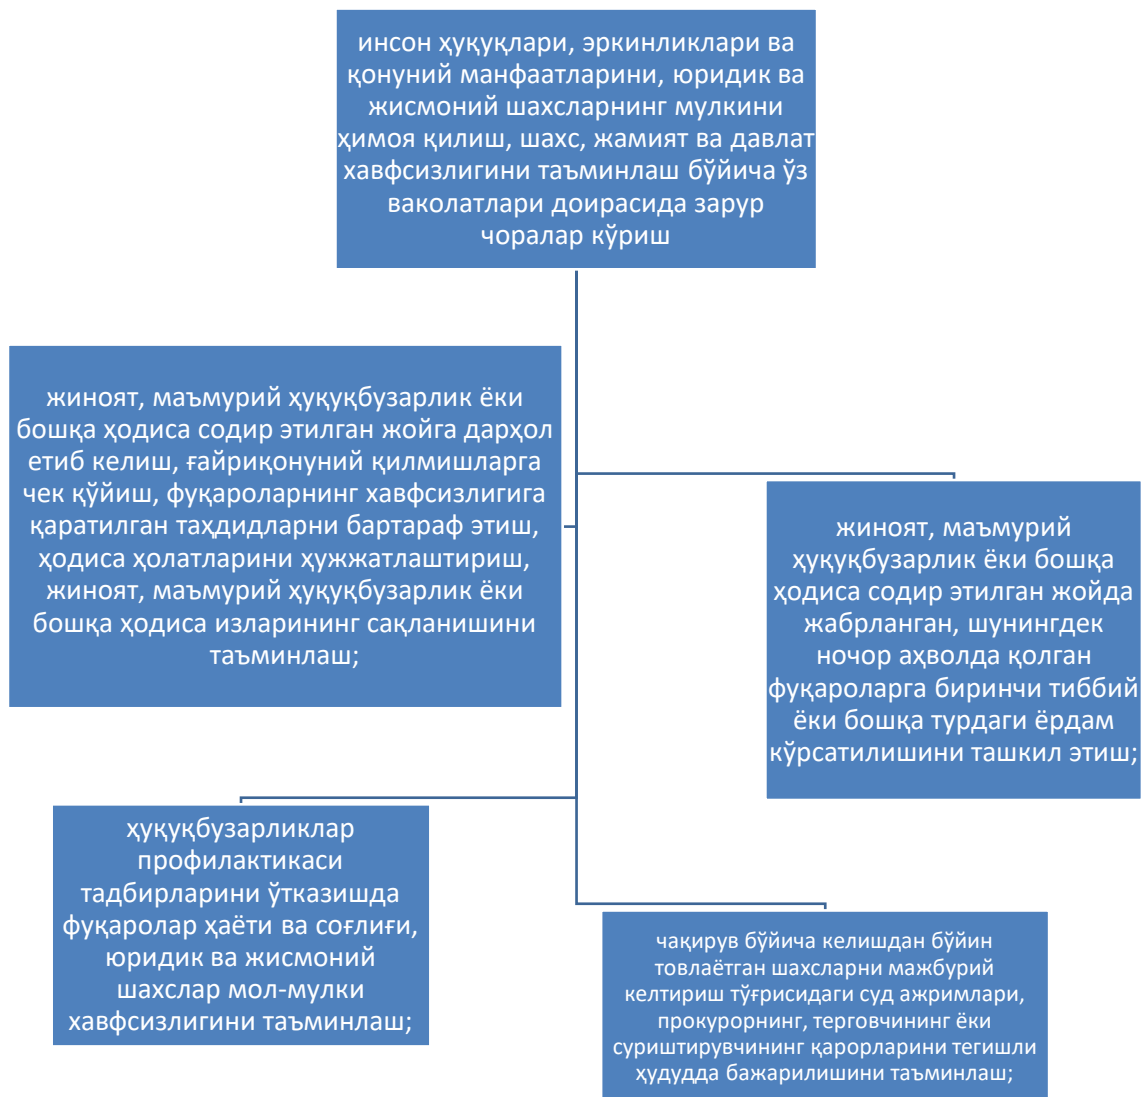 инсон ҳуқуқлари, эркинликлари ва
қонуний манфаатларини, юридик ва
жисмоний шахсларнинг мулкини
ҳимоя қилиш, шахс, жамият ва давлат
хавфсизлигини таъминлаш бўйича ўз
ваколатлари доирасида зарур
чоралар кўриш
жиноят, маъмурий ҳуқуқбузарлик ёки
бошқа ҳодиса содир этилган жойга дарҳол
етиб келиш, ғайриқонуний қилмишларга
чек қўйиш, фуқароларнинг хавфсизлигига
қаратилган таҳдидларни бартараф этиш,
ҳодиса ҳолатларини ҳужжатлаштириш,
жиноят, маъмурий ҳуқуқбузарлик ёки
бошқа ҳодиса изларининг сақланишини
таъминлаш;
жиноят, маъмурий
ҳуқуқбузарлик ёки бошқа
ҳодиса содир этилган жойда
жабрланган, шунингдек
ночор аҳволда қолган
фуқароларга биринчи тиббий
ёки бошқа турдаги ёрдам
кўрсатилишини ташкил этиш;
ҳуқуқбузарликлар
профилактикаси
тадбирларини ўтказишда
фуқаролар ҳаёти ва соғлиғи,
юридик ва жисмоний
шахслар мол-мулки
хавфсизлигини таъминлаш;
чақирув бўйича келишдан бўйин
товлаётган шахсларни мажбурий
келтириш тўғрисидаги суд ажримлари,
прокурорнинг, терговчининг ёки
суриштирувчининг қарорларини тегишли
ҳудудда бажарилишини таъминлаш;